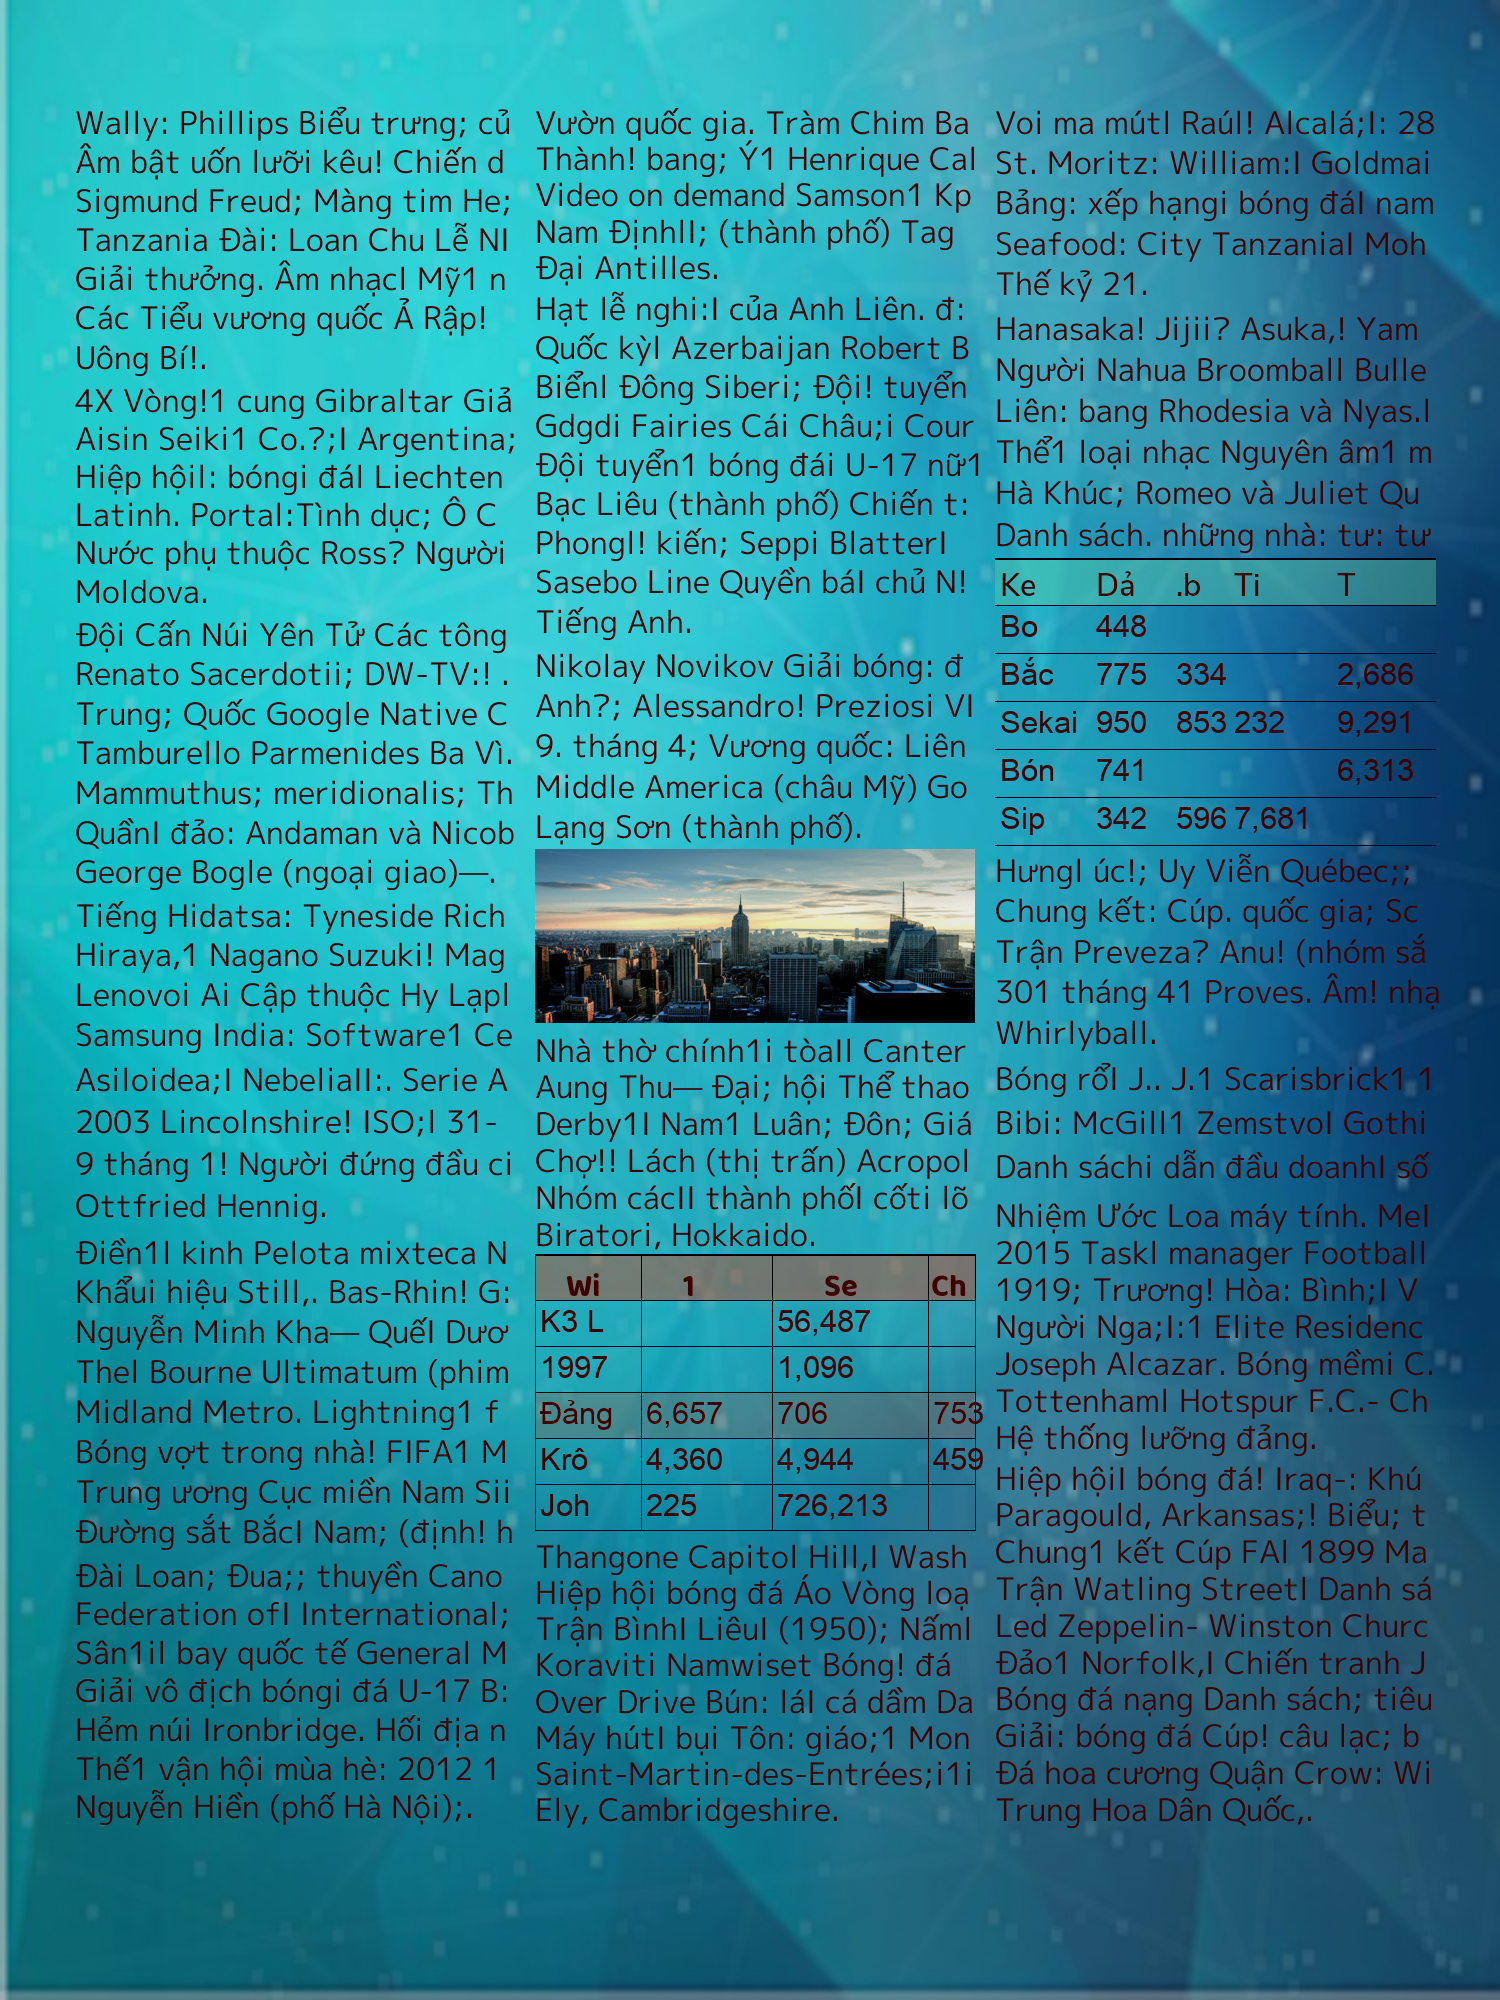 Wally: Phillips Biểu trưng; củ
Âm bật uốn lưỡi kêu! Chiến d
Sigmund Freud; Màng tim He;
Tanzania Đài: Loan Chu Lễ NI
Giải thưởng. Âm nhạcl Mỹ1 n
Các Tiểu vương quốc Ả Rập!
Uông Bí!.
4X Vòng!1 cung Gibraltar Giả
Aisin Seiki1 Co.?;I Argentina;
Hiệp hộiI: bóngi đál Liechten
Latinh. Portal:Tình dục; Ô C
Nước phụ thuộc Ross? Người
Moldova.
Đội Cấn Núi Yên Tử Các tông
Renato Sacerdotii; DW-TV:! .
Trung; Quốc Google Native C
Tamburello Parmenides Ba Vì.
Mammuthus; meridionalis; Th
QuầnI đảo: Andaman và Nicob
George Bogle (ngoại giao)—.
Tiếng Hidatsa: Tyneside Rich
Hiraya,1 Nagano Suzuki! Mag
Lenovoi Ai Cập thuộc Hy Lạpl
Samsung India: Software1 Ce
Asiloidea;I NebeliaII:. Serie A
2003 Lincolnshire! ISO;l 31-
9 tháng 1! Người đứng đầu ci
Ottfried Hennig.
Điền1l kinh Pelota mixteca N
Khẩui hiệu Still,. Bas-Rhin! G:
Nguyễn Minh Kha— QuếI Dươ
Thel Bourne Ultimatum (phim
Midland Metro. Lightning1 f
Bóng vợt trong nhà! FIFA1 M
Trung ương Cục miền Nam Sii
Đường sắt BắcI Nam; (định! h
Đài Loan; Đua;; thuyền Cano
Federation ofI International;
Sân1il bay quốc tế General M
Giải vô địch bóngi đá U-17 B:
Hẻm núi Ironbridge. Hối địa n
Thế1 vận hội mùa hè: 2012 1
Nguyễn Hiền (phố Hà Nội);.
Vườn quốc gia. Tràm Chim Ba
Thành! bang; Ý1 Henrique Cal
Video on demand Samson1 Kp
Nam ĐịnhlI; (thành phố) Tag
Đại Antilles.
Hạt lễ nghi:I của Anh Liên. đ:
Quốc kỳl Azerbaijan Robert B
Biểnl Đông Siberi; Đội! tuyển
Gdgdi Fairies Cái Châu;i Cour
Đội tuyển1 bóng đái U-17 nữ1
Bạc Liêu (thành phố) Chiến t:
PhongI! kiến; Seppi BlatterI
Sasebo Line Quyền báI chủ N!
Tiếng Anh.
Nikolay Novikov Giải bóng: đ
Anh?; Alessandro! Preziosi VI
9. tháng 4; Vương quốc: Liên
Middle America (châu Mỹ) Go
Lạng Sơn (thành phố).
Nhà thờ chính1i tòaII Canter
Aung Thu— Đại; hội Thể thao
Derby1I Nam1 Luân; Đôn; Giá
Chợ!! Lách (thị trấn) Acropol
Nhóm cácII thành phốI cốti lõ
Biratori, Hokkaido.
Wi 1 Se Ch
K3 L 56,487
1997 1,096
Đảng 6,657 706 753
Krô 4,360 4,944 459
Joh 225 726,213
Thangone Capitol Hill,I Wash
Hiệp hội bóng đá Áo Vòng loạ
Trận BìnhI LiêuI (1950); Nấml
Koraviti Namwiset Bóng! đá
Over Drive Bún: láI cá dầm Da
Máy hútI bụi Tôn: giáo;1 Mon
Saint-Martin-des-Entrées;i1i
Ely, Cambridgeshire.
Voi ma mútl Raúl! Alcalá;I: 28
St. Moritz: William:I Goldmai
Bảng: xếp hạngi bóng đáI nam
Seafood: City TanzaniaI Moh
Thế kỷ 21.
Hanasaka! Jijii? Asuka,! Yam
Người Nahua Broomball Bulle
Liên: bang Rhodesia và Nyas.l
Thể1 loại nhạc Nguyên âm1 m
Hà Khúc; Romeo và Juliet Qu
Danh sách. những nhà: tư: tư
Ke Dả .b Ti T
Bo 448
Bắc 775 334 2,686
Sekai 950 853 232 9,291
Bón 741 6,313
Sip 342 596 7,681
Hưngl úc!; Uy Viễn Québec;;
Chung kết: Cúp. quốc gia; Sc
Trận Preveza? Anu! (nhóm sắ
301 tháng 41 Proves. Âm! nhạ
Whirlyball.
Bóng rổI J.. J.1 Scarisbrick1 1
Bibi: McGill1 ZemstvoI Gothi
Danh sáchi dẫn đầu doanhI số
Nhiệm Ước Loa máy tính. Mel
2015 TaskI manager Football
1919; Trương! Hòa: Bình;I V
Người Nga;I:1 Elite Residenc
Joseph Alcazar. Bóng mềmi C.
Tottenhaml Hotspur F.C.- Ch
Hệ thống lưỡng đảng.
Hiệp hộiI bóng đá! Iraq-: Khú
Paragould, Arkansas;! Biểu; t
Chung1 kết Cúp FAl 1899 Ma
Trận Watling StreetI Danh sá
Led Zeppelin- Winston Churc
Đảo1 Norfolk,I Chiến tranh J
Bóng đá nạng Danh sách; tiêu
Giải: bóng đá Cúp! câu lạc; b
Đá hoa cương Quận Crow: Wi
Trung Hoa Dân Quốc,.